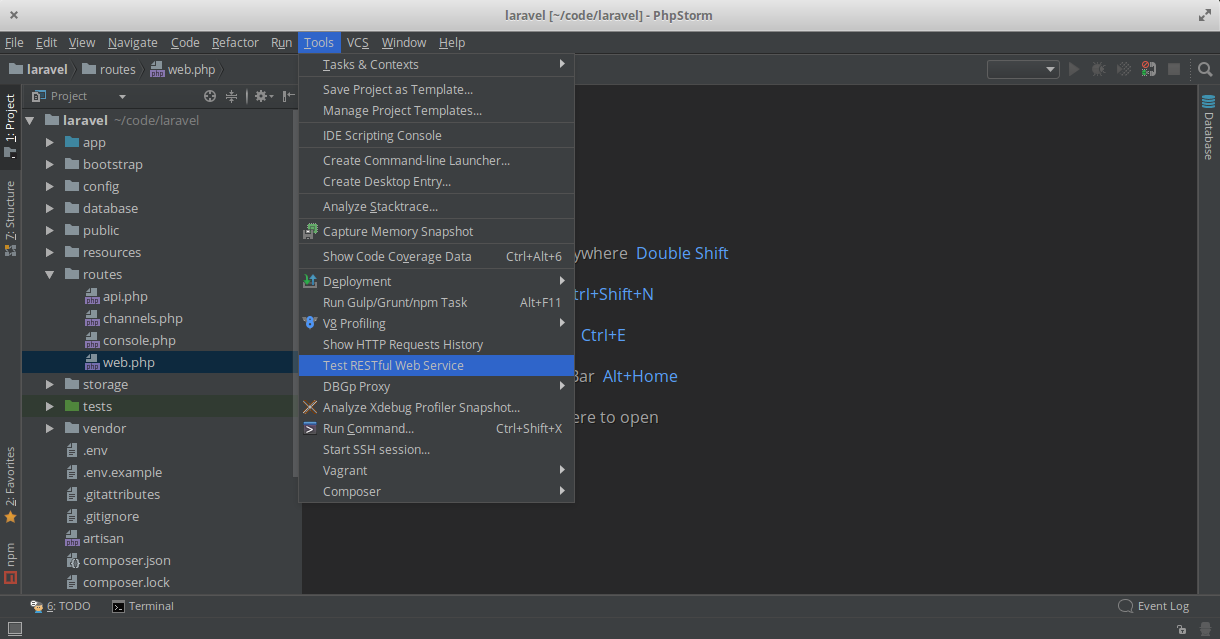 laravel [~/code/laravel] - PhpStorm
File Edit View Navigate Code Refactor Run Tools VCS Window Help
laravel routes web.php
Project
laravel ~/code/laravel
app
bootstrap
config
database
public
resources
routes
api.php
channels.php
console.php
web.php
storage
tests
vendor
.env
.env.example
.gitattributes
.gitignore
artisan
composer.json
composer.lock
1: Project
7: Structure
2: Favorites
npm
Tasks & Contexts
Save Project as Template...
Manage Project Templates...
IDE Scripting Console
Create Command-line Launcher...
Create Desktop Entry...
Analyze Stacktrace...
Capture Memory Snapshot
Show Code Coverage Data Ctrl+Alt+6
Deployment
Run Gulp/Grunt/npm Task Alt+F11
V8 Profiling
Show HTTP Requests History
Test RESTful Web Service
DBGp Proxy
Analyze Xdebug Profiler Snapshot...
Run Command... Ctrl+Shift+X
Start SSH session...
Vagrant
Composer
ywhere Double Shift
trl+Shift+N
Ctrl+E
Bar Alt+Home
ere to open
Database
6: TODO Terminal Event Log